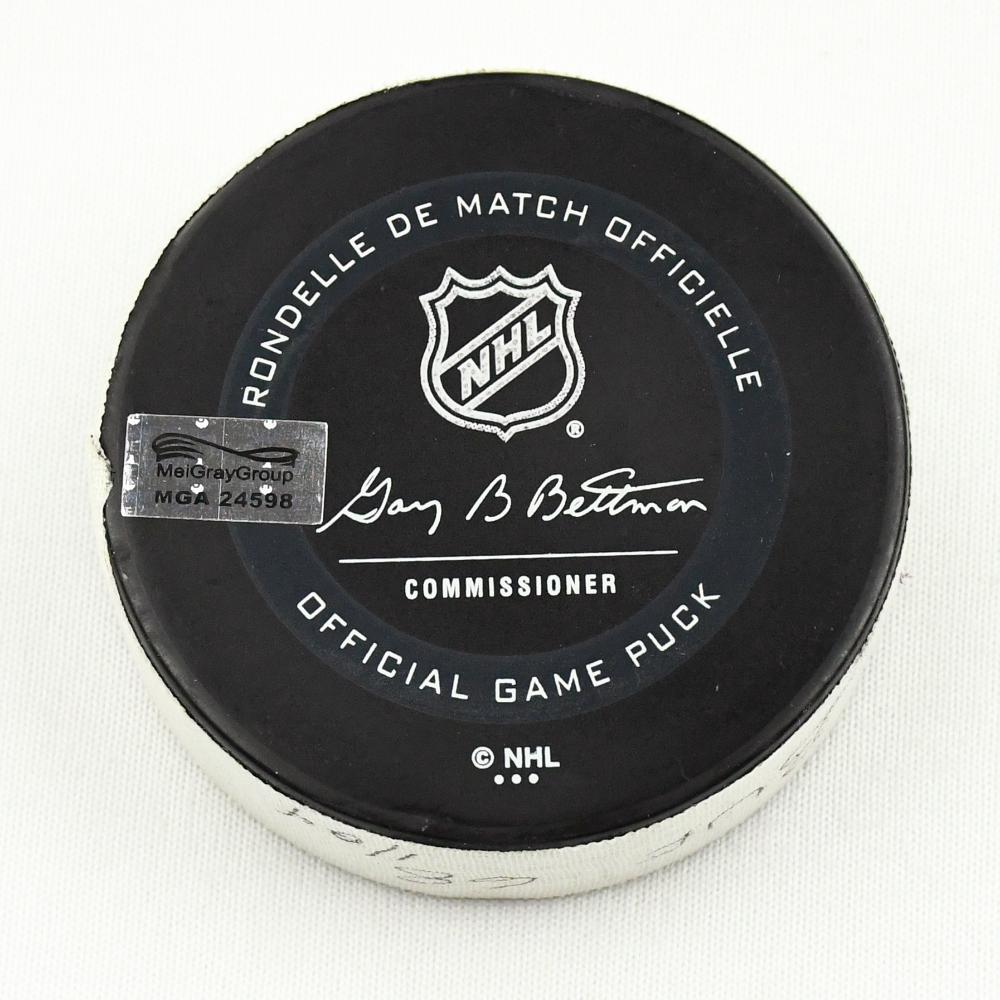 RONDELLE DE MATCH OFFICIELLE
NHL
®
MeiGrayGroup
MGA 24598
Gary B Bettman
COMMISSIONER
OFFICIAL GAME PUCK
© NHL